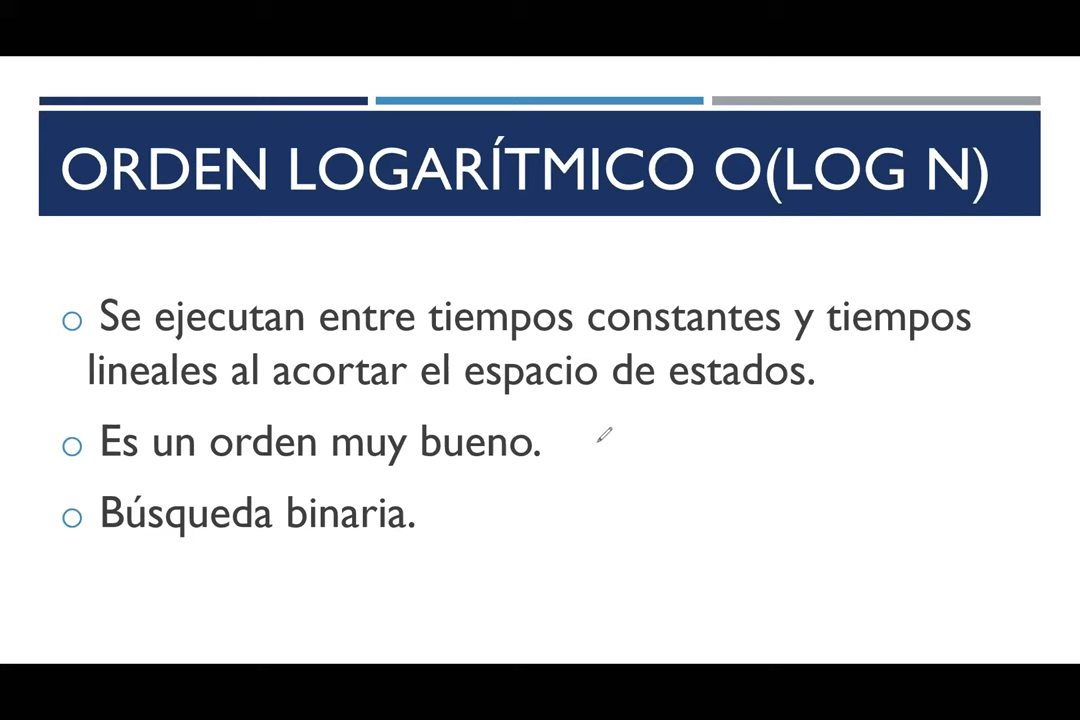 ORDEN LOGARÍTMICO O(LOG N)
Se ejecutan entre tiempos constantes y tiempos
lineales al acortar el espacio de estados.
Es un orden muy bueno.
Búsqueda binaria.